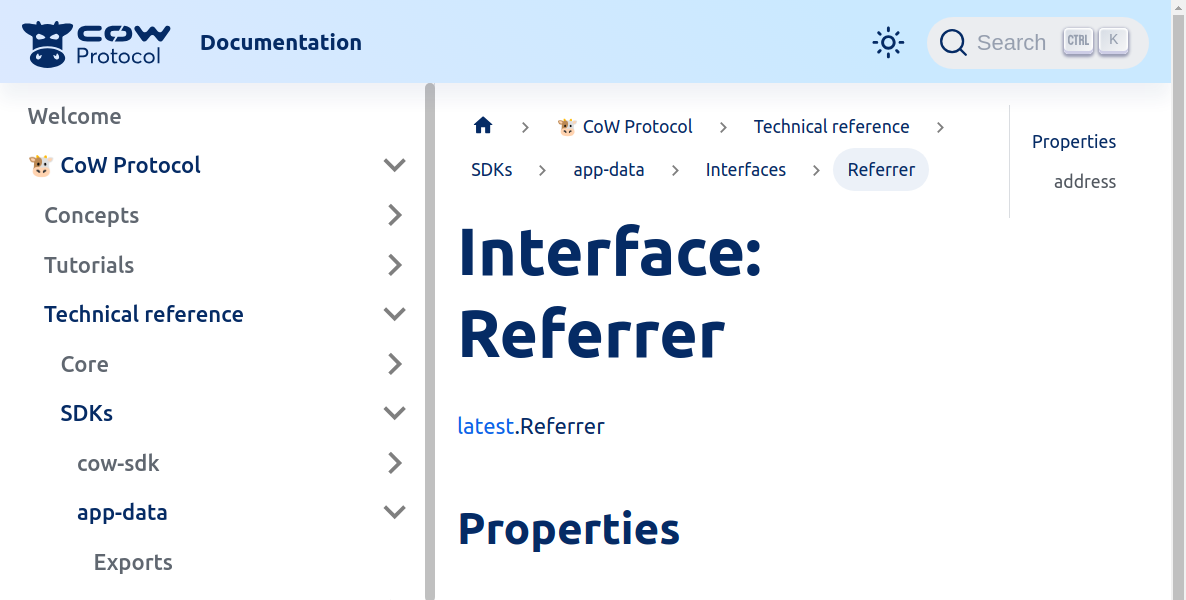 COW
Protocol
Documentation
Search CTRL K
Welcome
CoW Protocol
Concepts
Tutorials
Technical reference
Core
SDKs
cow-sdk
app-data
Exports
CoW Protocol
Technical reference
SDKs
app-data
Interfaces
Referrer
Interface:
Referrer
latest.Referrer
Properties
Properties
address